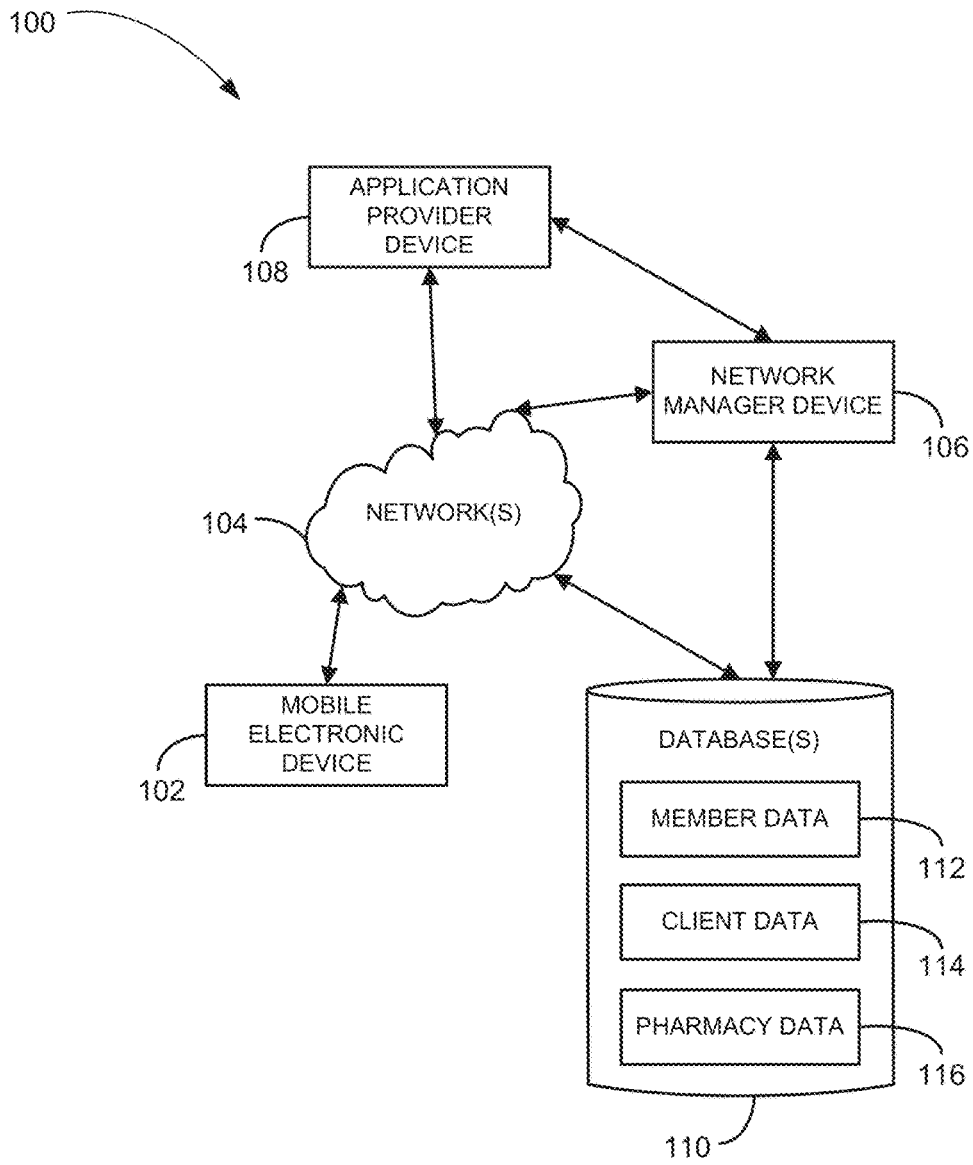 100
APPLICATION
PROVIDER
DEVICE
108
NETWORK
MANAGER DEVICE
106
NETWORK(S)
104
MOBILE
ELECTRONIC
DEVICE
102
DATABASE(S)
MEMBER DATA
112
CLIENT DATA
114
PHARMACY DATA
116
110